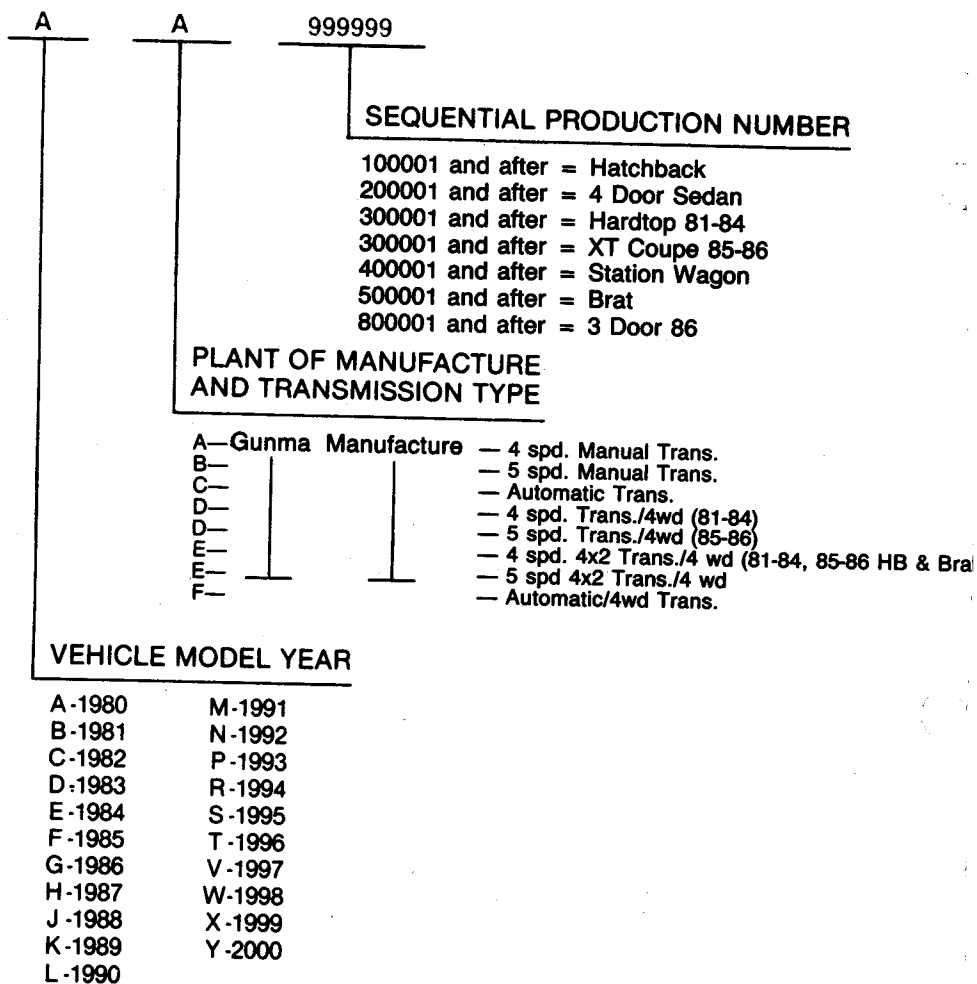 A A 999999
SEQUENTIAL PRODUCTION NUMBER
100001 and after = Hatchback
200001 and after = 4 Door Sedan
300001 and after = Hardtop 81-84
300001 and after = XT Coupe 85-86
400001 and after = Station Wagon
500001 and after = Brat
800001 and after = 3 Door 86
PLANT OF MANUFACTURE
AND TRANSMISSION TYPE
A—Gunma Manufacture — 4 spd. Manual Trans.
B— — 5 spd. Manual Trans.
C— — Automatic Trans.
D— — 4 spd. Trans./4wd (81-84)
D— — 5 spd. Trans./4wd (85-86)
E— — 4 spd. 4x2 Trans./4 wd (81-84, 85-86 HB & Bra
E— — 5 spd 4x2 Trans./4 wd
F— — Automatic/4wd Trans.
VEHICLE MODEL YEAR
A-1980 M-1991
B-1981 N-1992
C-1982 P-1993
D-1983 R-1994
E-1984 S-1995
F-1985 T-1996
G-1986 V-1997
H-1987 W-1998
J-1988 X-1999
K-1989 Y-2000
L-1990